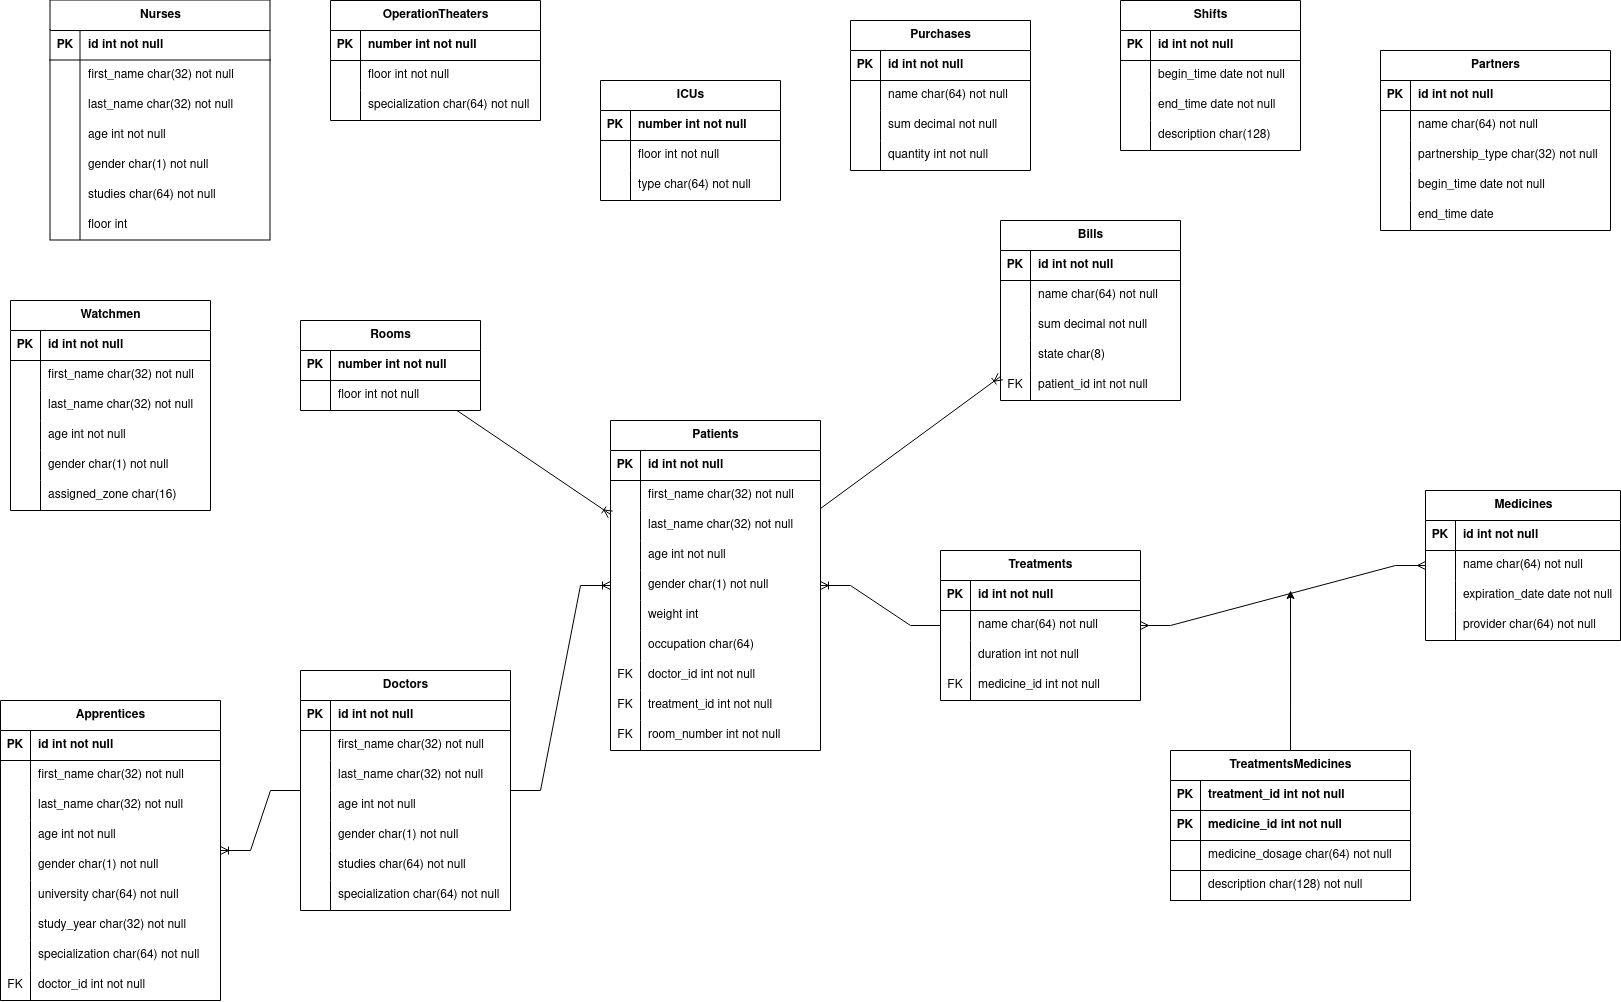 Nurses
PK id int not null
first_name char(32) not null
last_name char(32) not null
age int not null
gender char(1) not null
studies char(64) not null
floor int
OperationTheaters
PK number int not null
floor int not null
specialization char(64) not null
ICUs
PK number int not null
floor int not null
type char(64) not null
Purchases
PK id int not null
name char(64) not null
sum decimal not null
quantity int not null
Shifts
PK id int not null
begin_time date not null
end_time date not null
description char(128)
Partners
PK id int not null
name char(64) not null
partnership_type char(32) not null
begin_time date not null
end_time date
Bills
PK id int not null
name char(64) not null
sum decimal not null
state char(8)
FK patient_id int not null
Watchmen
PK id int not null
first_name char(32) not null
last_name char(32) not null
age int not null
gender char(1) not null
assigned_zone char(16)
Rooms
PK number int not null
floor int not null
Patients
PK id int not null
first_name char(32) not null
last_name char(32) not null
age int not null
gender char(1) not null
weight int
occupation char(64)
FK doctor_id int not null
FK treatment_id int not null
FK room_number int not null
Medicines
PK id int not null
name char(64) not null
expiration_date date not null
provider char(64) not null
Treatments
PK id int not null
name char(64) not null
duration int not null
FK medicine_id int not null
Doctors
PK id int not null
first_name char(32) not null
last_name char(32) not null
age int not null
gender char(1) not null
studies char(64) not null
specialization char(64) not null
Apprentices
PK id int not null
first_name char(32) not null
last_name char(32) not null
age int not null
gender char(1) not null
university char(64) not null
study_year char(32) not null
specialization char(64) not null
FK doctor_id int not null
TreatmentsMedicines
PK treatment_id int not null
PK medicine_id int not null
medicine_dosage char(64) not null
description char(128) not null